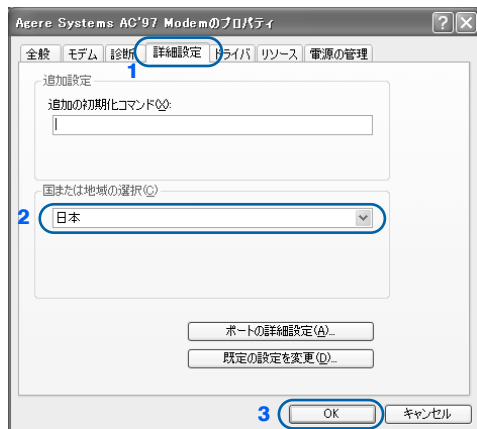 Agere Systems AC'97 Modemのプロパティ
全般 モデム 診断 詳細設定 ドライバ リソース 電源の管理
1
追加設定
追加の初期化コマンド(X):
国または地域の選択(C)
2 日本
ポートの詳細設定(A)...
既定の設定を変更(D)...
3 OK キャンセル